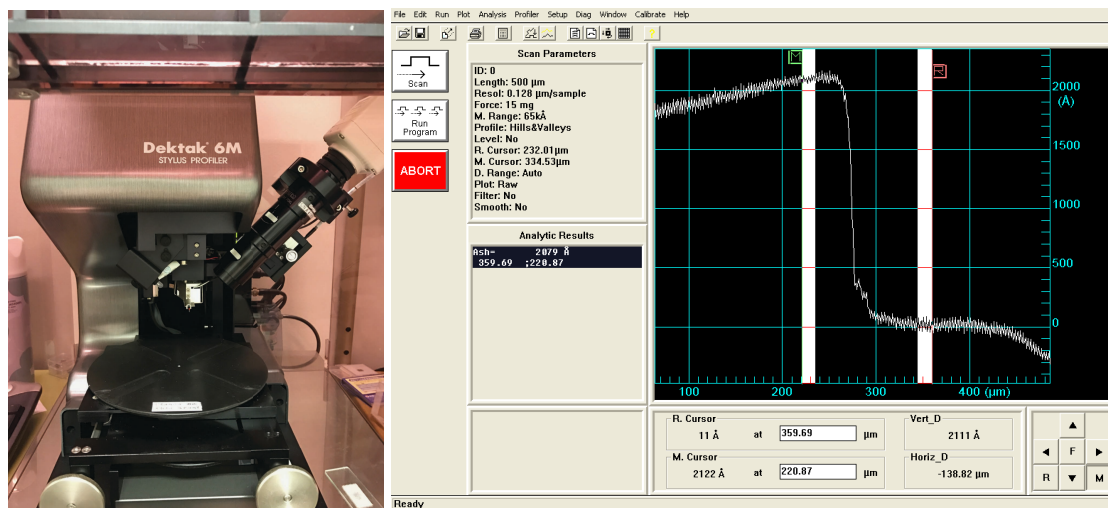 Dektak® 6M
STYLUS PROFILER
File Edit Run Plot Analysis Profiler Setup Diag Window Calibrate Help
Scan
Run
Program
ABORT
Scan Parameters
ID: 0
Length: 500 µm
Resol: 0.128 µm/sample
Force: 15 mg
M. Range: 65kÅ
Profile: Hills&Valleys
Level: No
R. Cursor: 232.01µm
M. Cursor: 334.53µm
D. Range: Auto
Plot: Raw
Filter: No
Smooth: No
Analytic Results
Ash= 2079 Å
359.69 ;220.87
M
R
2000
(Å)
1500
1000
500
0
100 200 300 400 (µm)
R. Cursor
11 Å at 359.69 µm
M. Cursor
2122 Å at 220.87 µm
Vert_D
2111 Å
Horiz_D
-138.82 µm
F
R
M
Ready